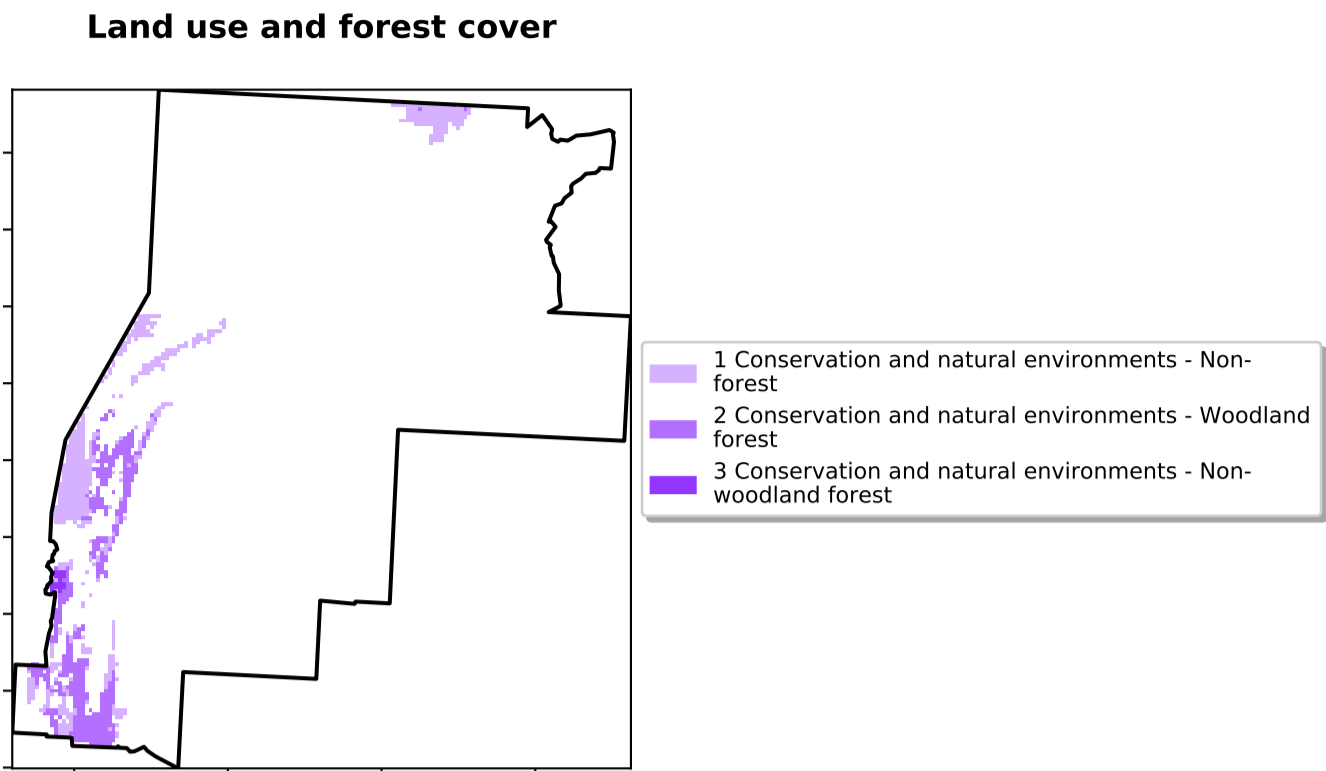 Land use and forest cover
1 Conservation and natural environments - Non-
forest
2 Conservation and natural environments - Woodland
forest
3 Conservation and natural environments - Non-
woodland forest